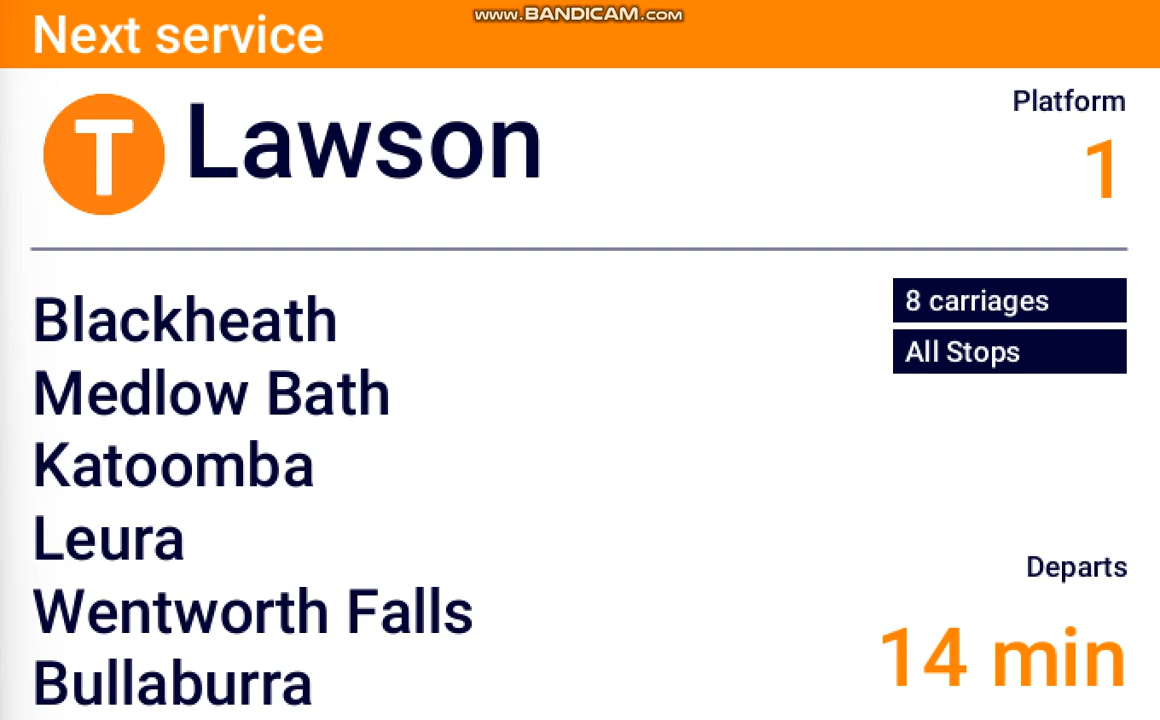 www.BANDICAM.com
Next service
T Lawson
Platform
1
Blackheath
Medlow Bath
Katoomba
Leura
Wentworth Falls
Bullaburra
8 carriages
All Stops
Departs
14 min